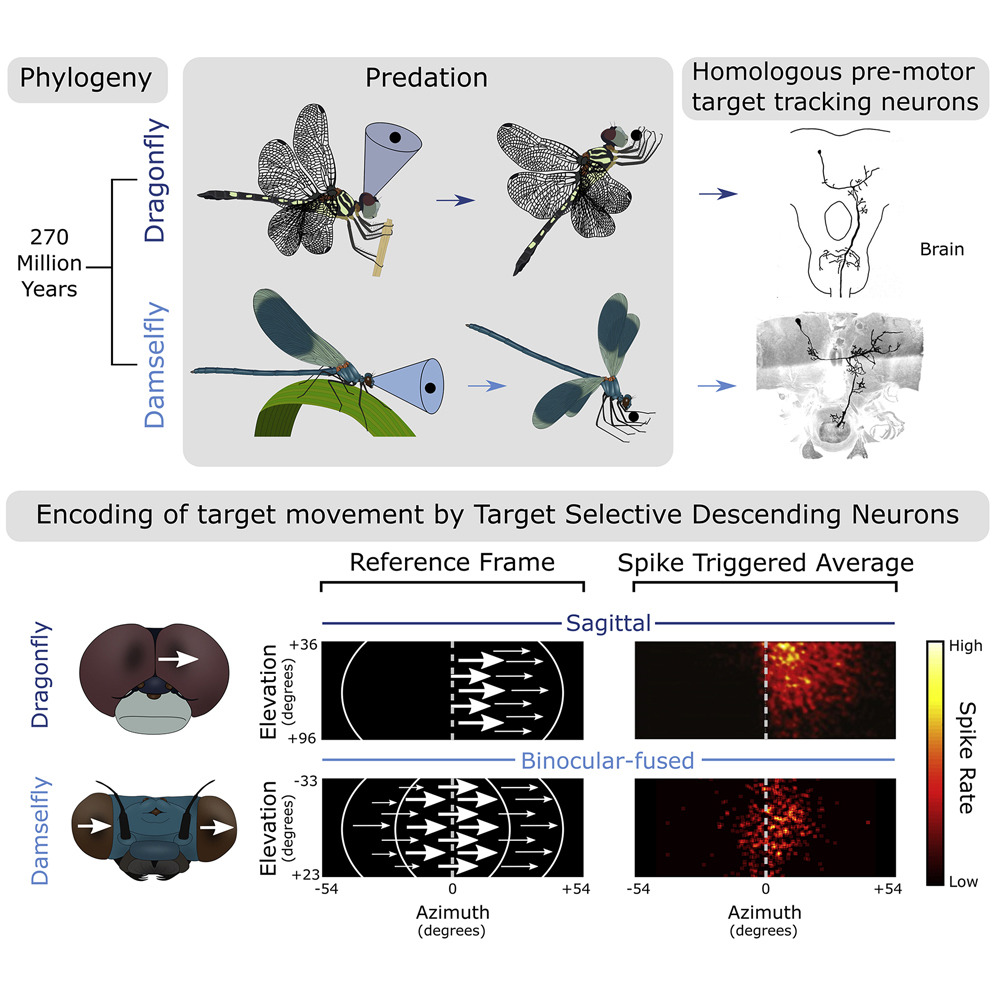 Phylogeny
Predation
Homologous pre-motor
target tracking neurons
Dragonfly
270
Million
Years
Brain
Damselfly
Encoding of target movement by Target Selective Descending Neurons
Reference Frame
Spike Triggered Average
Dragonfly
Sagittal
+36
Elevation
(degrees)
+96
High
Spike Rate
Low
Binocular-fused
Damselfly
-33
Elevation
(degrees)
+23
-54
0
+54
-54
0
+54
Azimuth
(degrees)
Azimuth
(degrees)